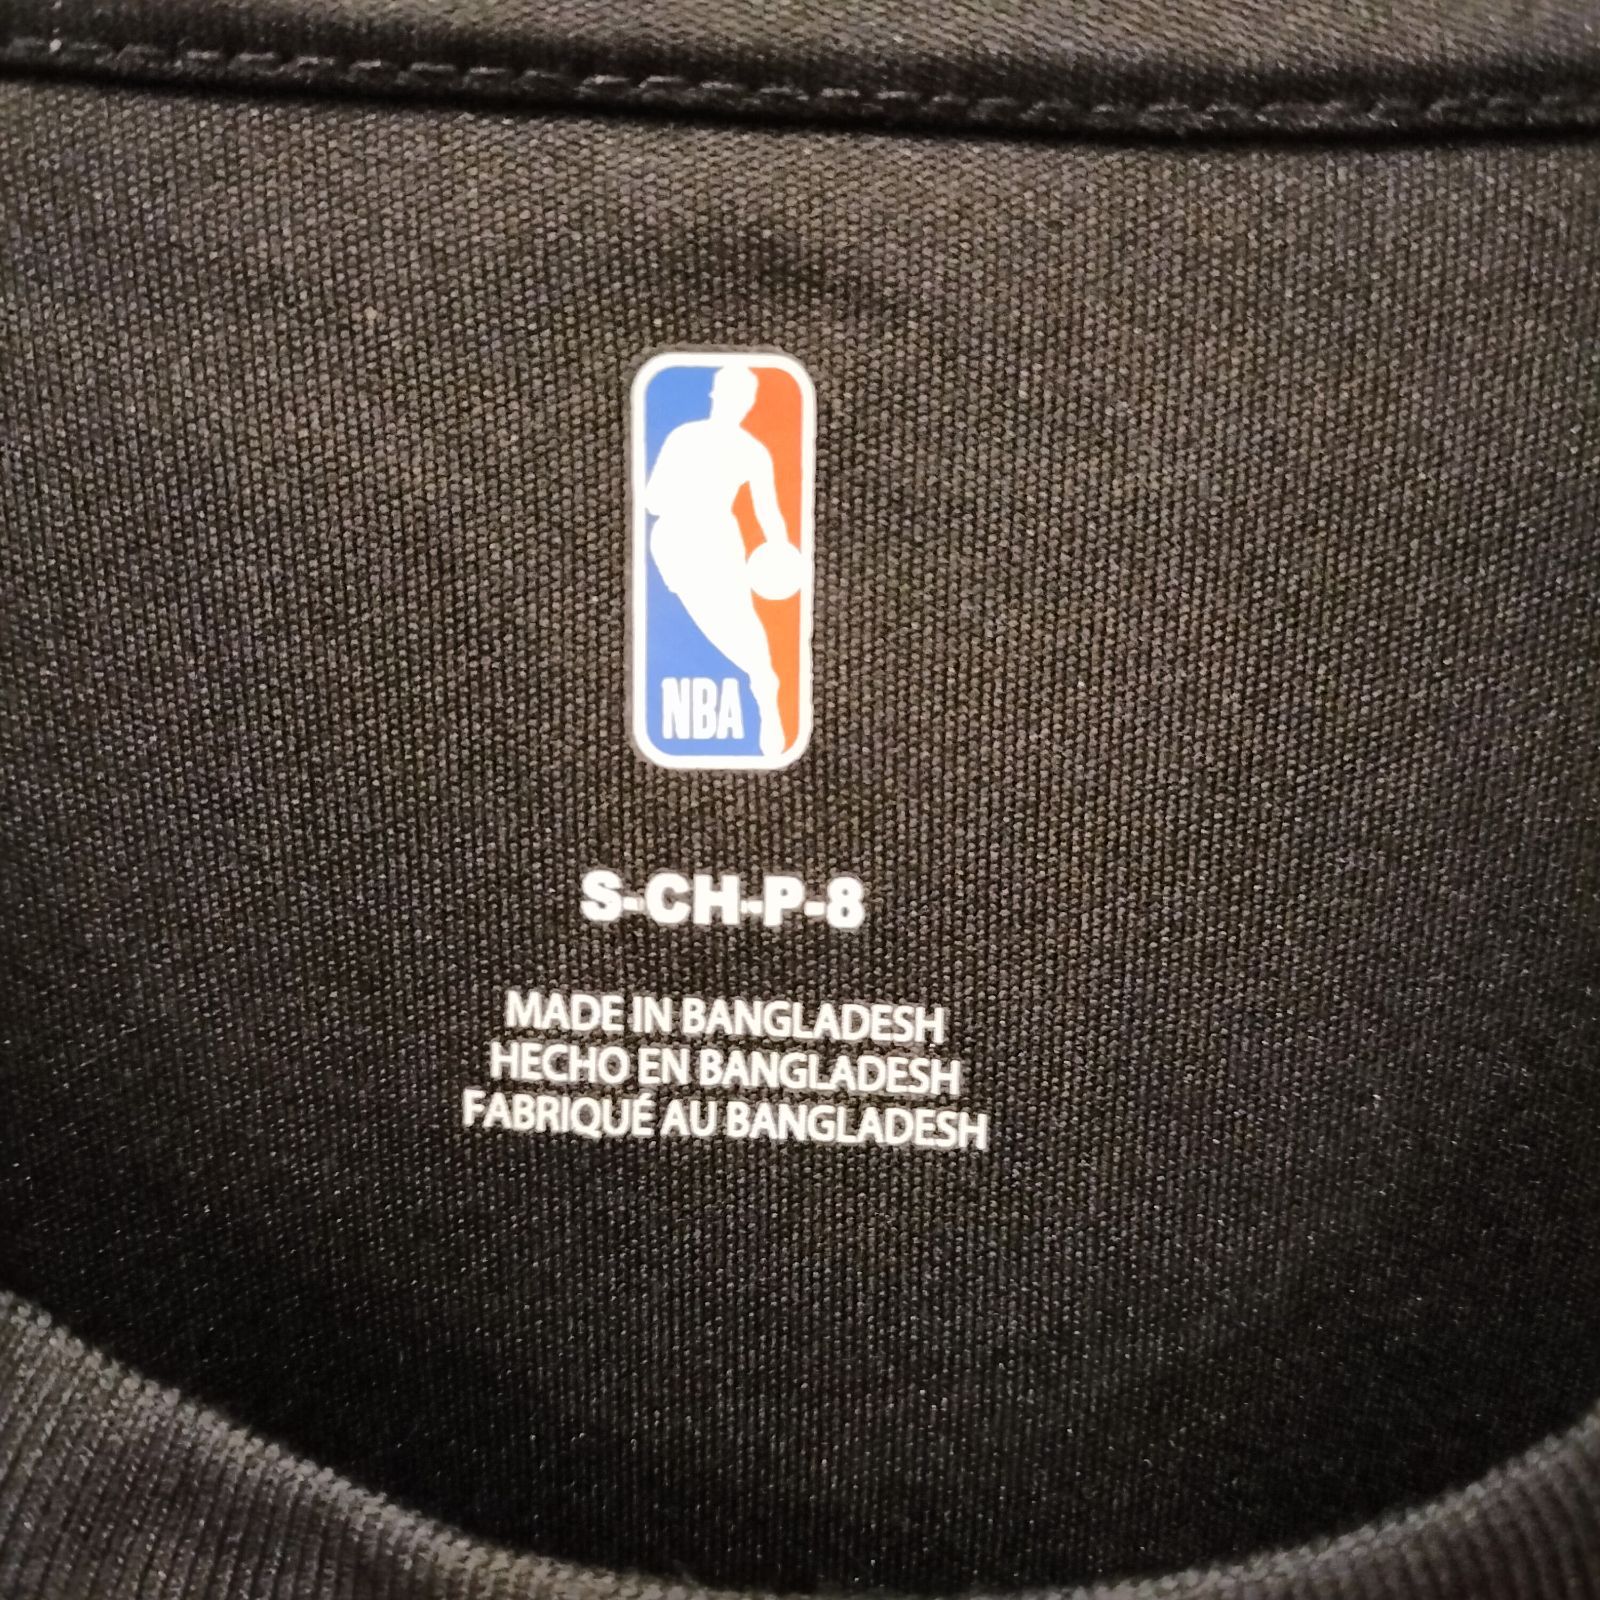 NBA
S-CH-P-8
MADE IN BANGLADESH
HECHO EN BANGLADESH
FABRIQUÉ AU BANGLADESH